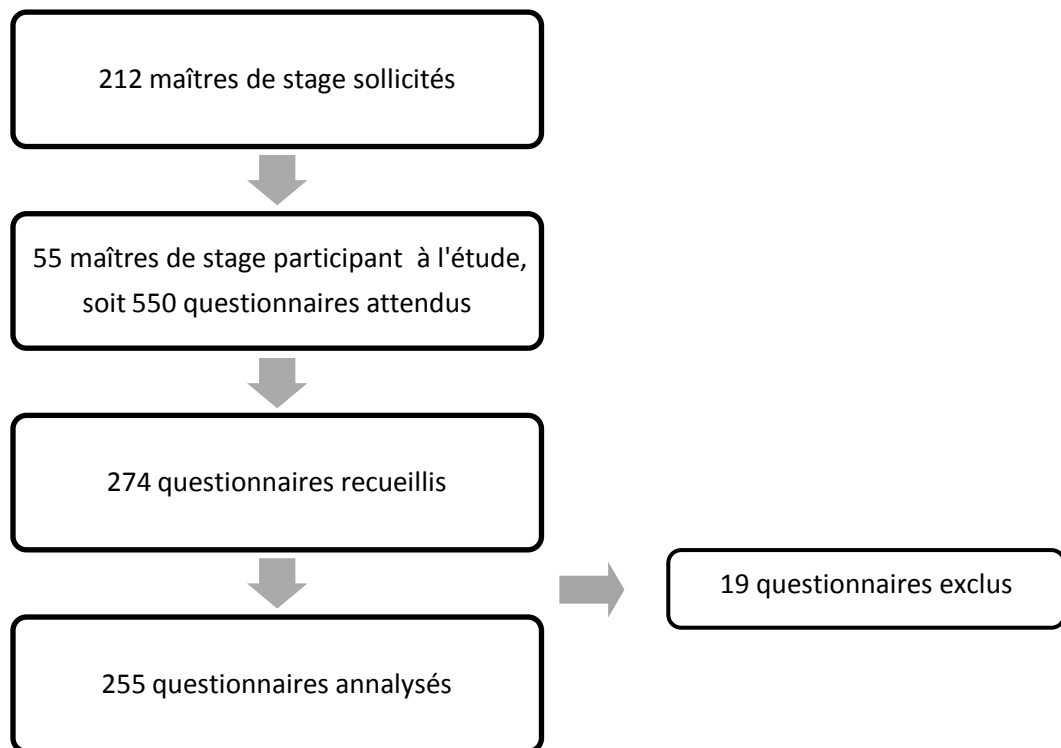 212 maîtres de stage sollicités
55 maîtres de stage participant  à l'étude,
soit 550 questionnaires attendus
274 questionnaires recueillis
19 questionnaires exclus
255 questionnaires annalysés